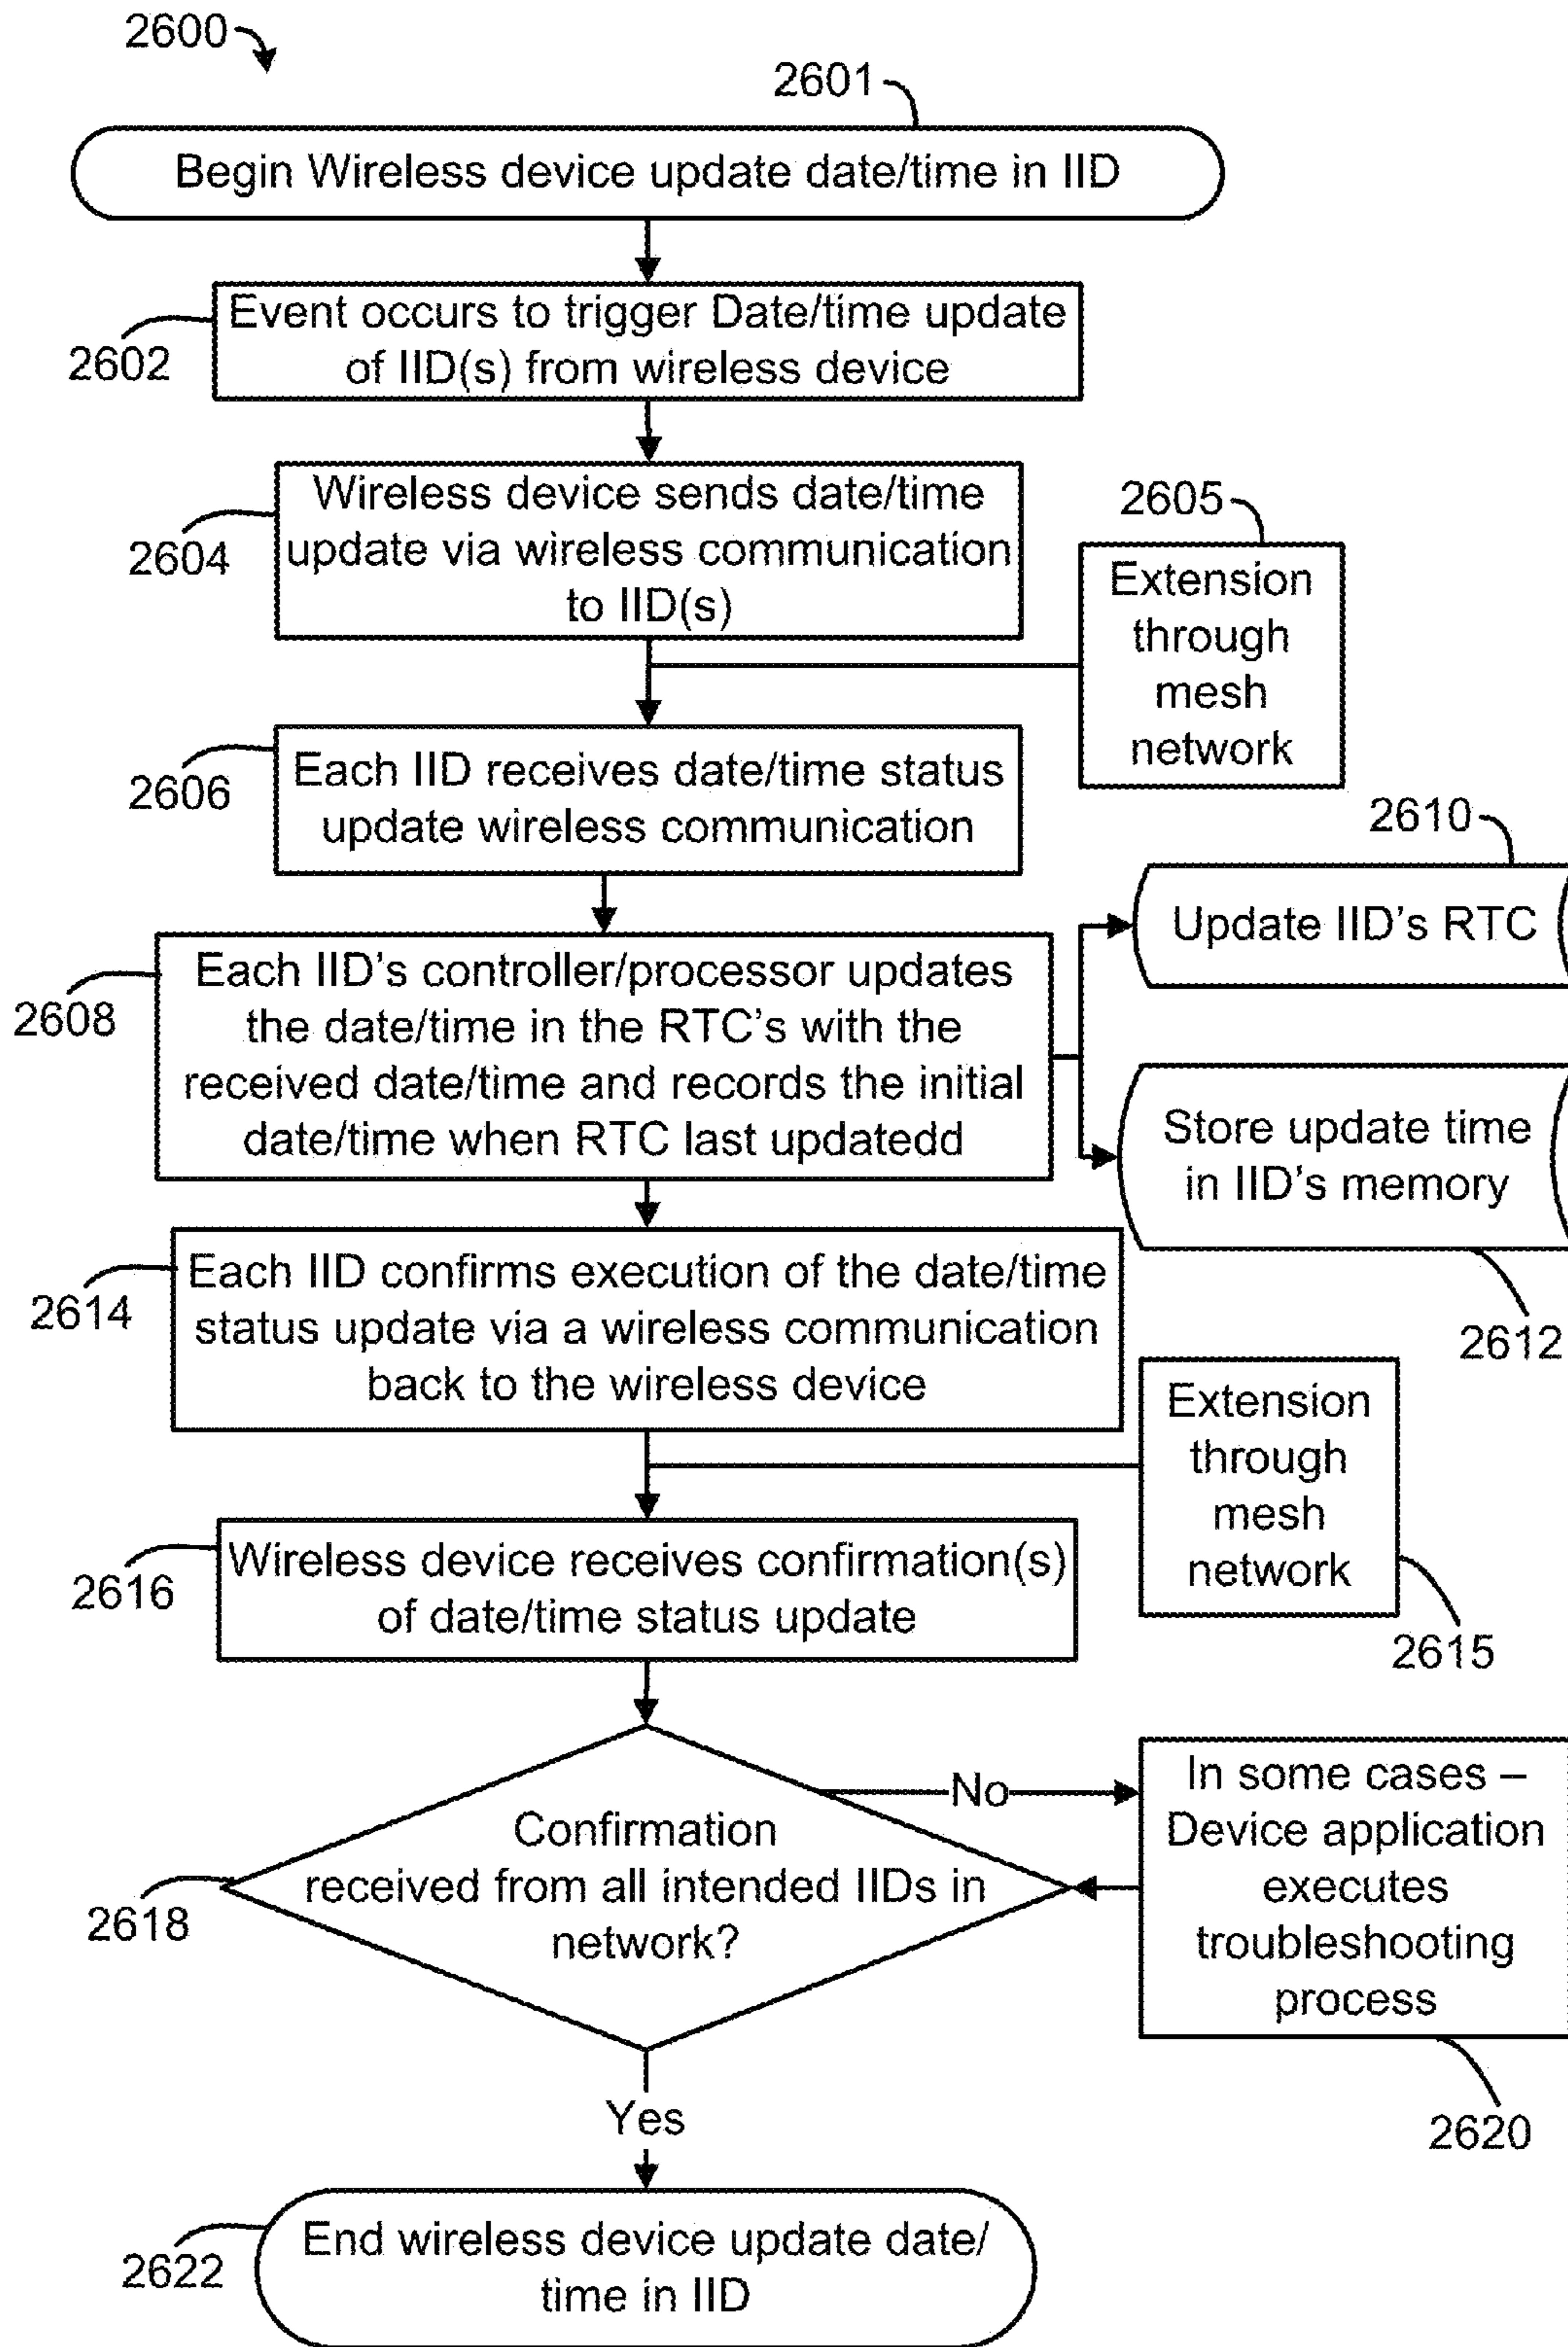 2600
2601
Begin Wireless device update date/time in IID
Event occurs to trigger Date/time update
of IID(s) from wireless device
2602
Wireless device sends date/time
update via wireless communication
to IID(s)
2604
2605
Extension
through
mesh
network
Each IID receives date/time status
update wireless communication
2606
2610
Update IID's RTC
Each IID's controller/processor updates
the date/time in the RTC's with the
received date/time and records the initial
date/time when RTC last updatedd
2608
Store update time
in IID's memory
2612
Each IID confirms execution of the date/time
status update via a wireless communication
back to the wireless device
2614
Extension
through
mesh
network
2615
Wireless device receives confirmation(s)
of date/time status update
2616
Confirmation
received from all intended IIDs in
network?
2618
No
In some cases –
Device application
executes
troubleshooting
process
2620
Yes
End wireless device update date/
time in IID
2622